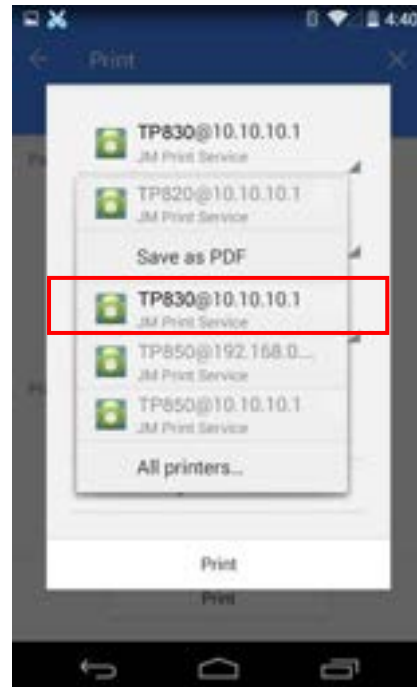 4:40
Print
TP830@10.10.10.1
JM Print Service
TP820@10.10.10.1
JM Print Service
Save as PDF
TP830@10.10.10.1
JM Print Service
TP850@192.168.0...
JM Print Service
TP850@10.10.10.1
JM Print Service
All printers...
Print
Print